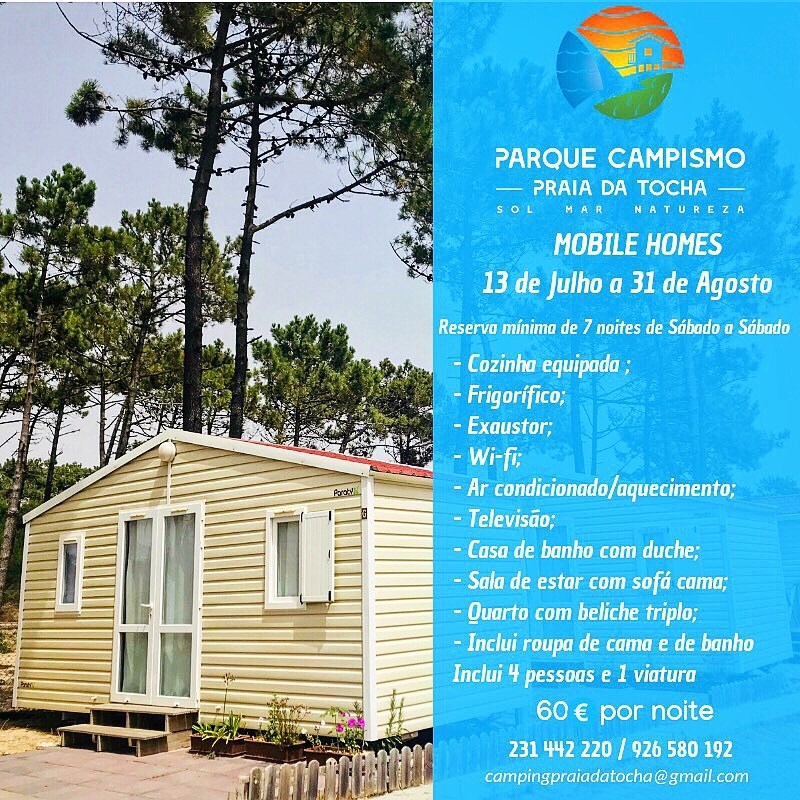 PARQUE CAMPISMO
PRAIA DA TOCHA
SOL MAR NATUREZA
MOBILE HOMES
13 de Julho a 31 de Agosto
Reserva mínima de 7 noites de Sábado a Sábado
- Cozinha equipada ;
- Frigorífico;
- Exaustor;
- Wi-fi;
- Ar condicionado/aquecimento;
- Televisão;
- Casa de banho com duche;
- Sala de estar com sofá cama;
- Quarto com beliche triplo;
- Inclui roupa de cama e de banho
Inclui 4 pessoas e 1 viatura
60 € por noite
231 442 220 / 926 580 192
campingpraiadatocha@gmail.com